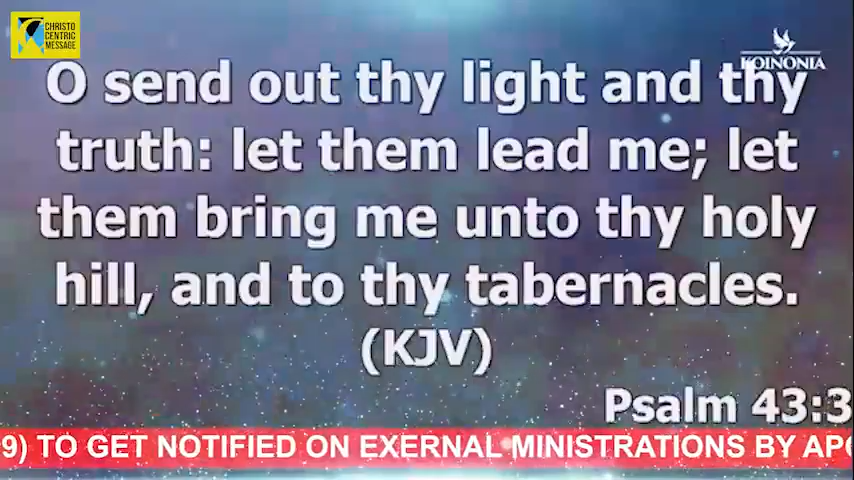 CHRISTO
CENTRIC
MESSAGE
KOINONIA
O send out thy light and thy
truth: let them lead me; let
them bring me unto thy holy
hill, and to thy tabernacles.
(KJV)
Psalm 43:3
9) TO GET NOTIFIED ON EXERNAL MINISTRATIONS BY AP